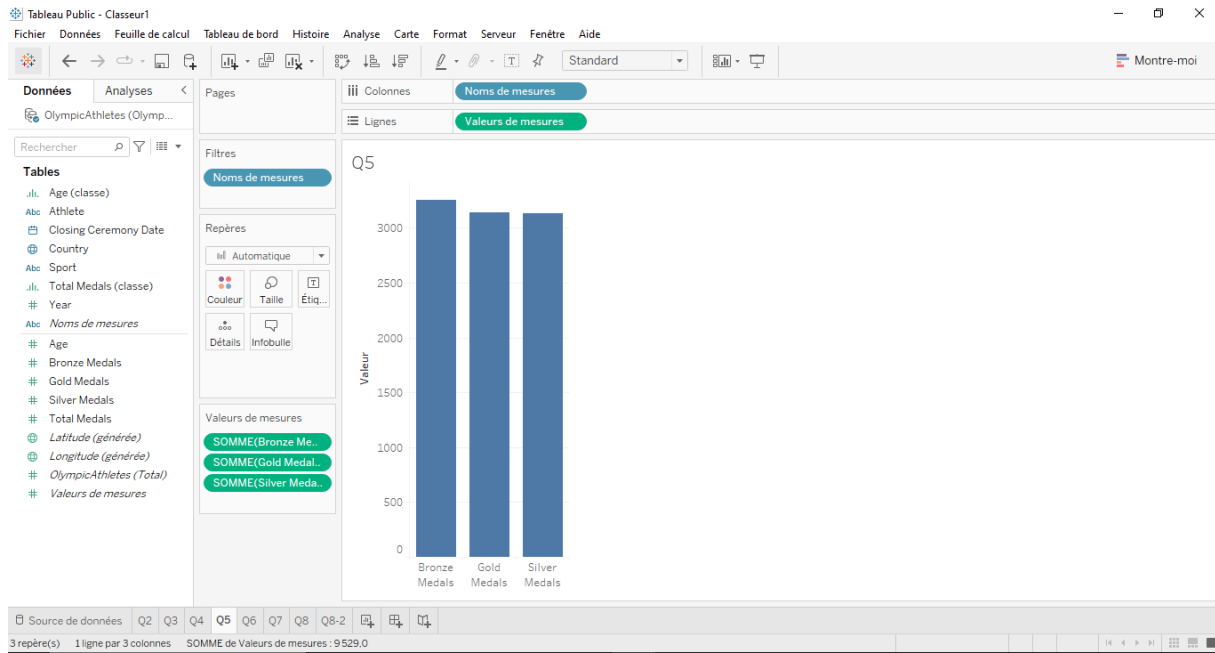 Tableau Public - Classeur1
Fichier Données Feuille de calcul Tableau de bord Histoire Analyse Carte Format Serveur Fenêtre Aide
Standard
Montre-moi
Données Analyses
OlympicAthletes (Olymp...
Rechercher
Tables
Age (classe)
Abc Athlete
Closing Ceremony Date
Country
Abc Sport
Total Medals (classe)
# Year
Abc Noms de mesures
# Age
# Bronze Medals
# Gold Medals
# Silver Medals
# Total Medals
Latitude (générée)
Longitude (générée)
# OlympicAthletes (Total)
# Valeurs de mesures
Pages
Filtres
Noms de mesures
Repères
Automatique
Couleur Taille Étiq...
Détails Infobulle
Valeurs de mesures
SOMME(Bronze Me..
SOMME(Gold Medal..
SOMME(Silver Meda..
Colonnes Noms de mesures
Lignes Valeurs de mesures
Q5
Valeur
3000
2500
2000
1500
1000
500
0
Bronze Medals
Gold Medals
Silver Medals
Source de données Q2 Q3 Q4 Q5 Q6 Q7 Q8 Q8-2
3 repère(s) 1 ligne par 3 colonnes SOMME de Valeurs de mesures : 9 529,0